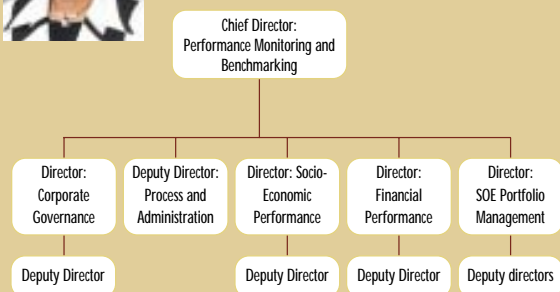 Chief Director:
Performance Monitoring and
Benchmarking
Director:
Corporate
Governance
Deputy Director:
Process and
Administration
Director: Socio-
Economic
Performance
Director:
Financial
Performance
Director:
SOE Portfolio
Management
Deputy Director
Deputy Director
Deputy Director
Deputy directors